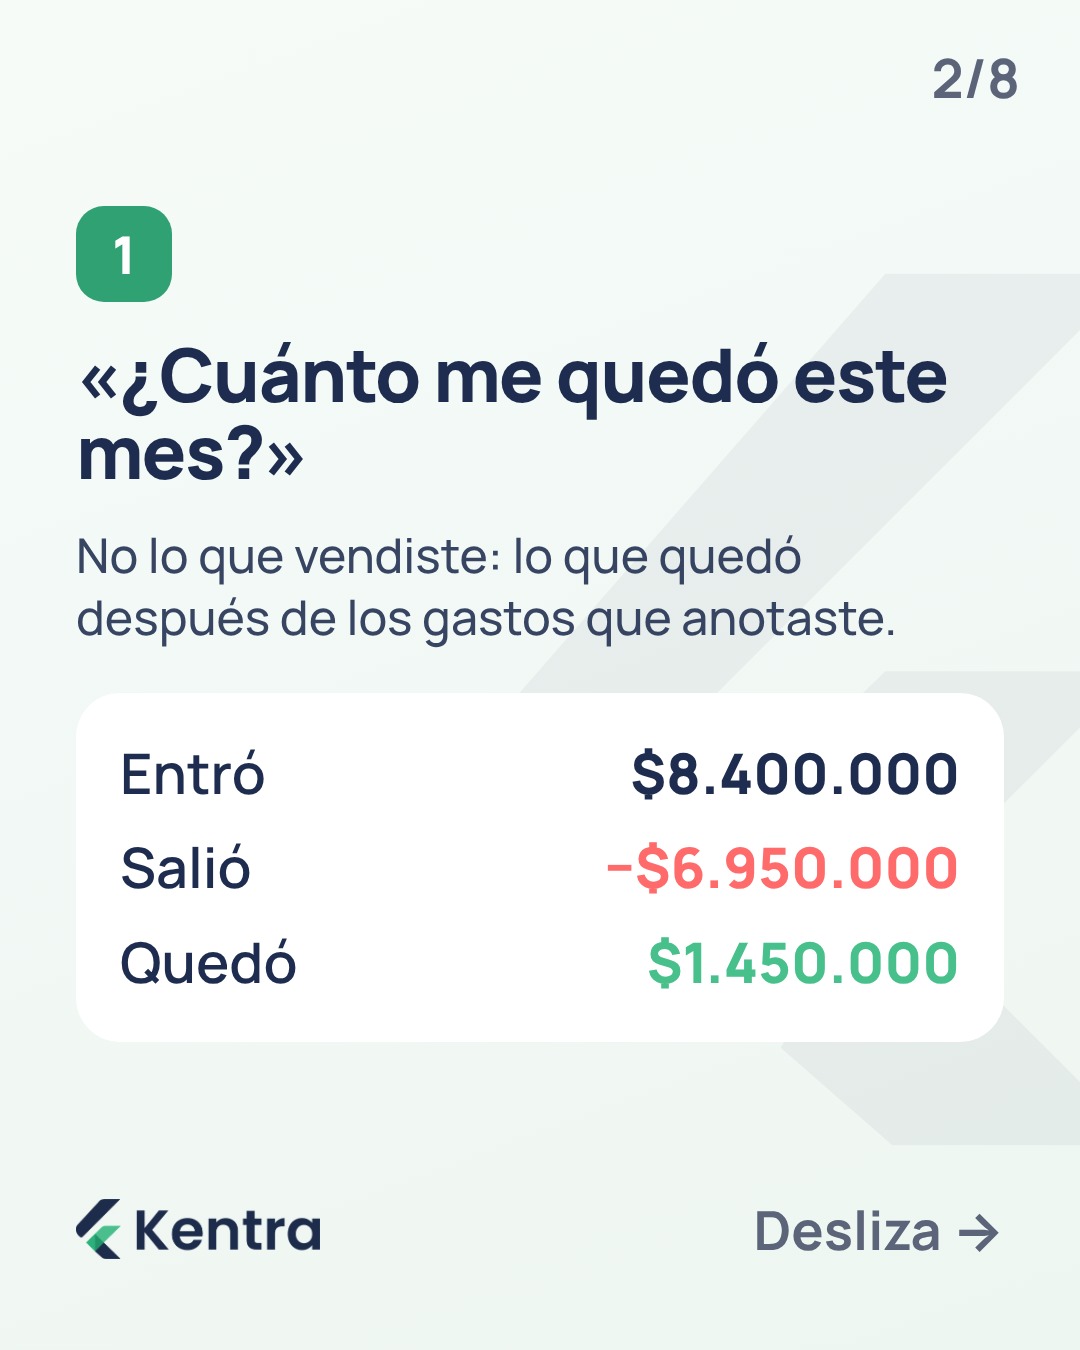 2/8
1
«¿Cuánto me quedó este
mes?»
No lo que vendiste: lo que quedó
después de los gastos que anotaste.
Entró $8.400.000
Salió −$6.950.000
Quedó $1.450.000
Kentra
Desliza →